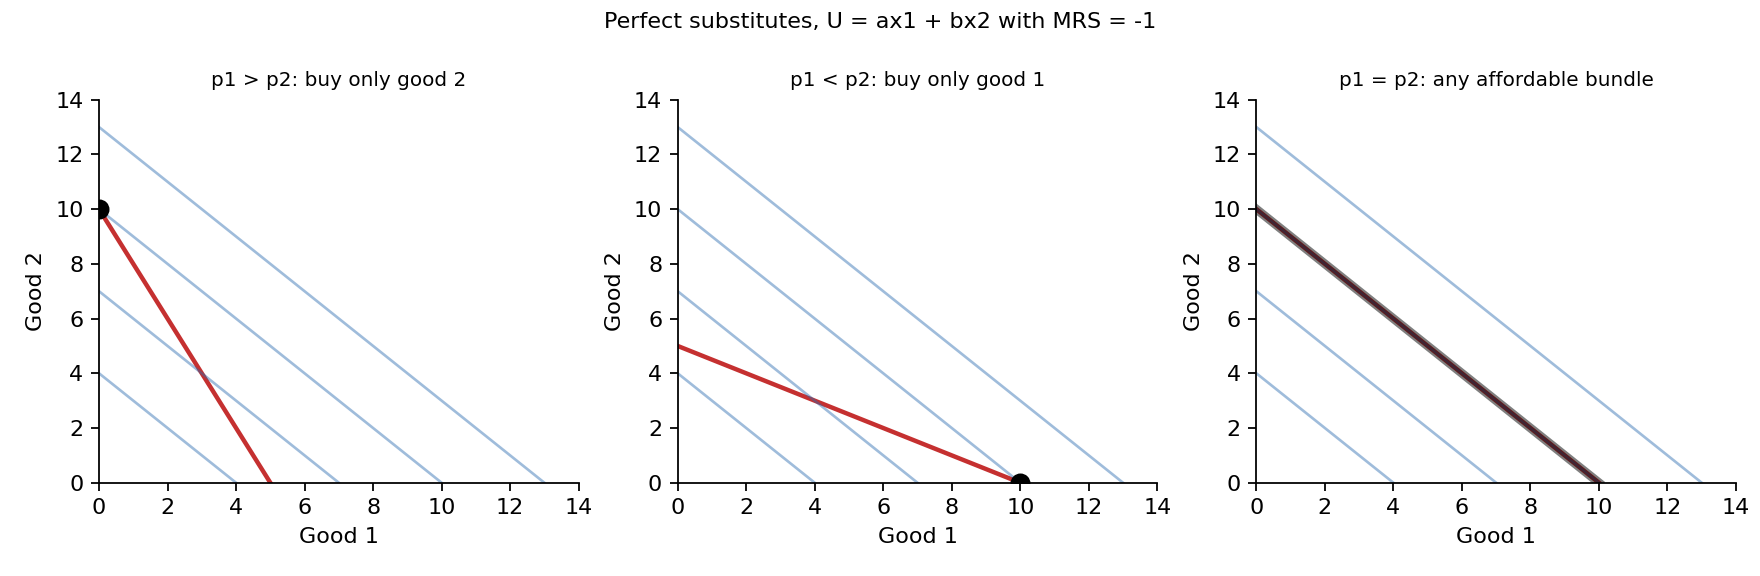 Perfect substitutes, U = ax1 + bx2 with MRS = -1
p1 > p2: buy only good 2
14
12
10
8
6
4
2
0
Good 2
0 2 4 6 8 10 12 14
Good 1
p1 < p2: buy only good 1
14
12
10
8
6
4
2
0
Good 2
0 2 4 6 8 10 12 14
Good 1
p1 = p2: any affordable bundle
14
12
10
8
6
4
2
0
Good 2
0 2 4 6 8 10 12 14
Good 1